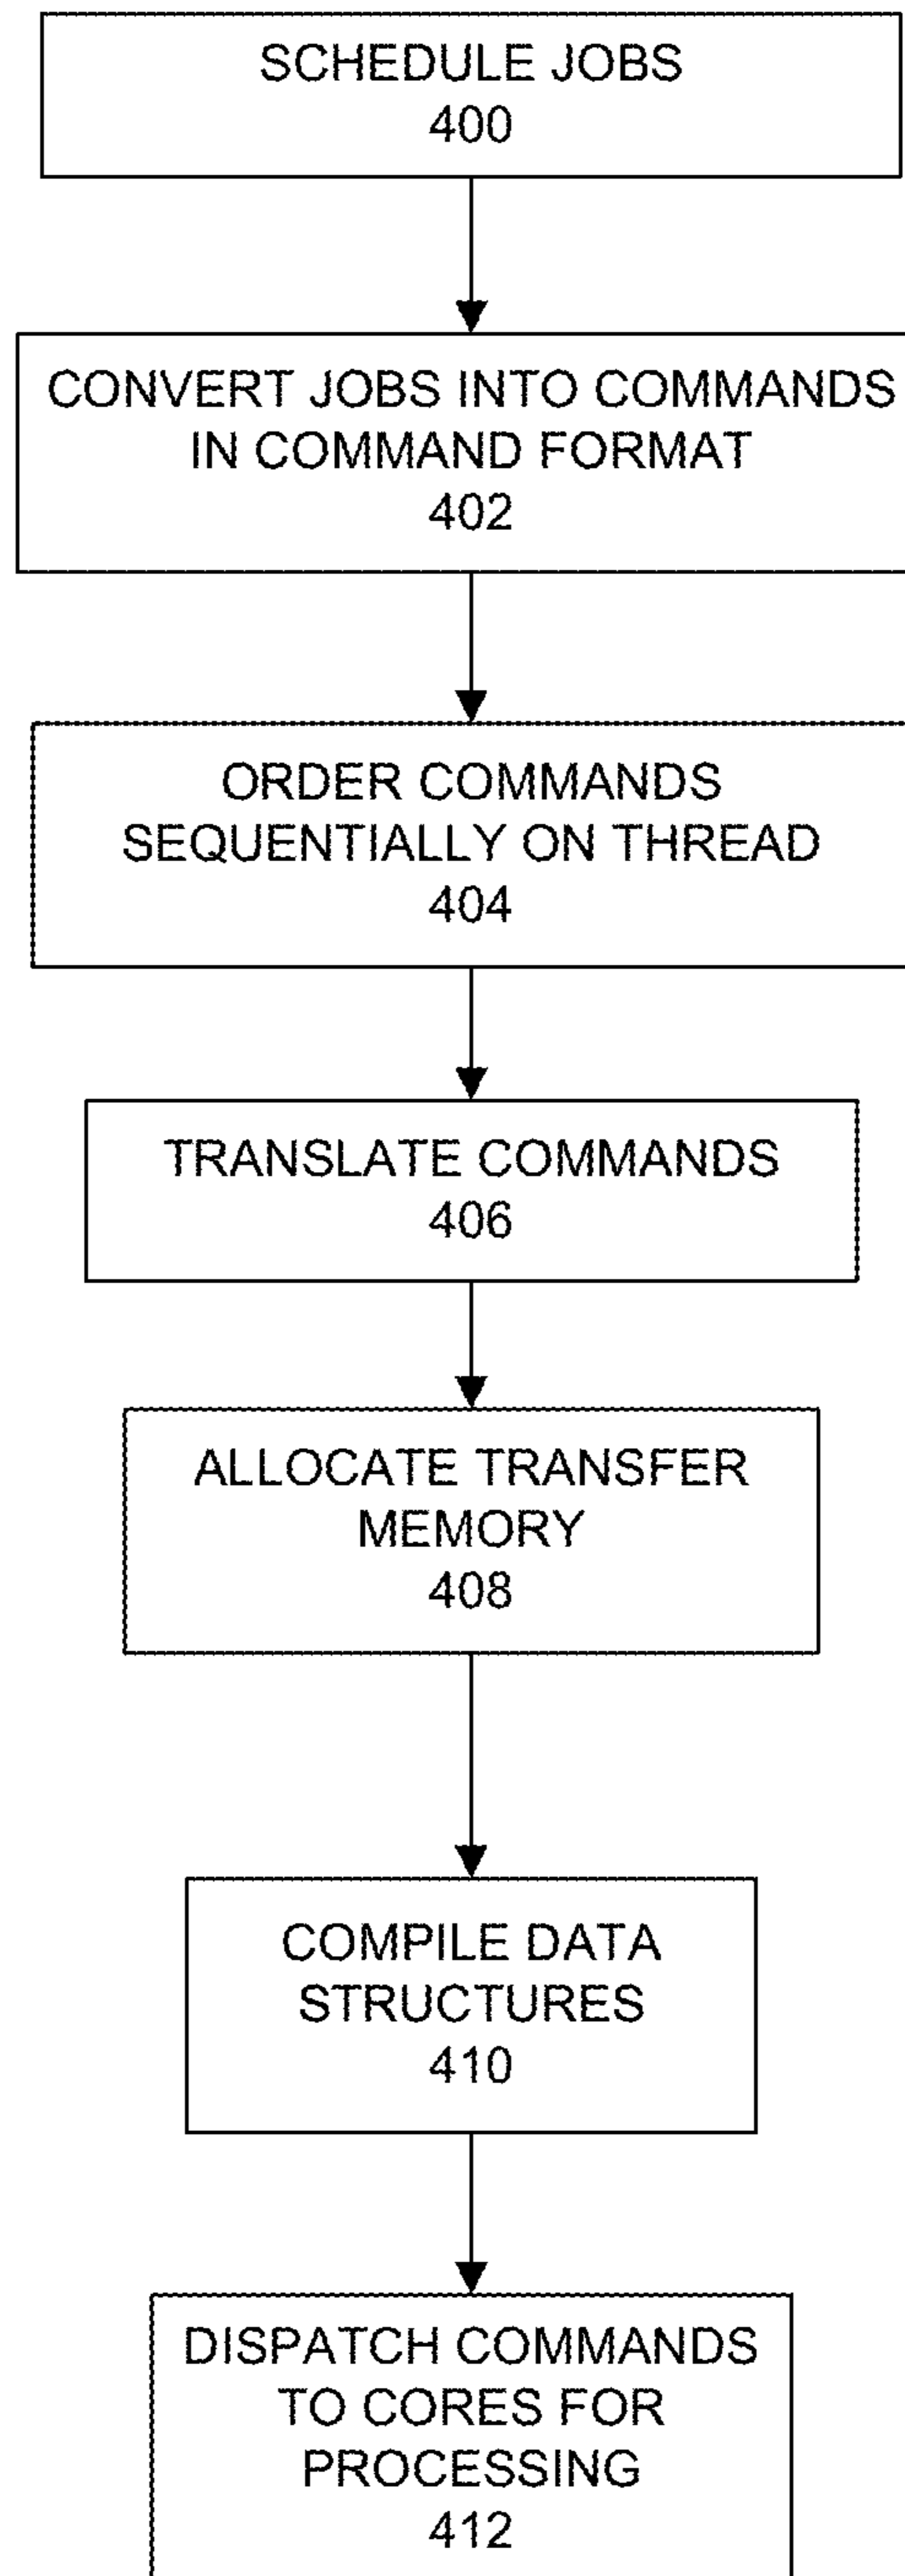 SCHEDULE JOBS
400
CONVERT JOBS INTO COMMANDS
IN COMMAND FORMAT
402
ORDER COMMANDS
SEQUENTIALLY ON THREAD
404
TRANSLATE COMMANDS
406
ALLOCATE TRANSFER
MEMORY
408
COMPILE DATA
STRUCTURES
410
DISPATCH COMMANDS
TO CORES FOR
PROCESSING
412